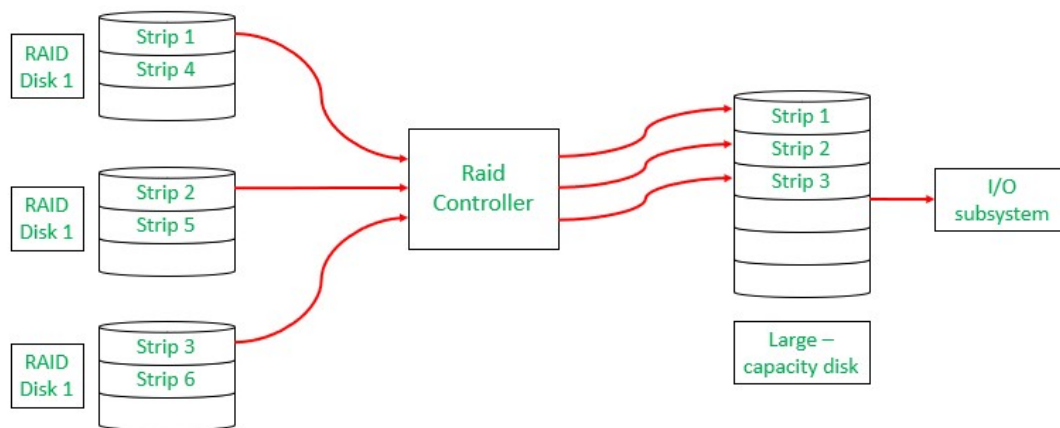 RAID
Disk 1
Strip 1
Strip 4
RAID
Disk 1
Strip 2
Strip 5
RAID
Disk 1
Strip 3
Strip 6
Raid
Controller
Strip 1
Strip 2
Strip 3
Large –
capacity disk
I/O
subsystem